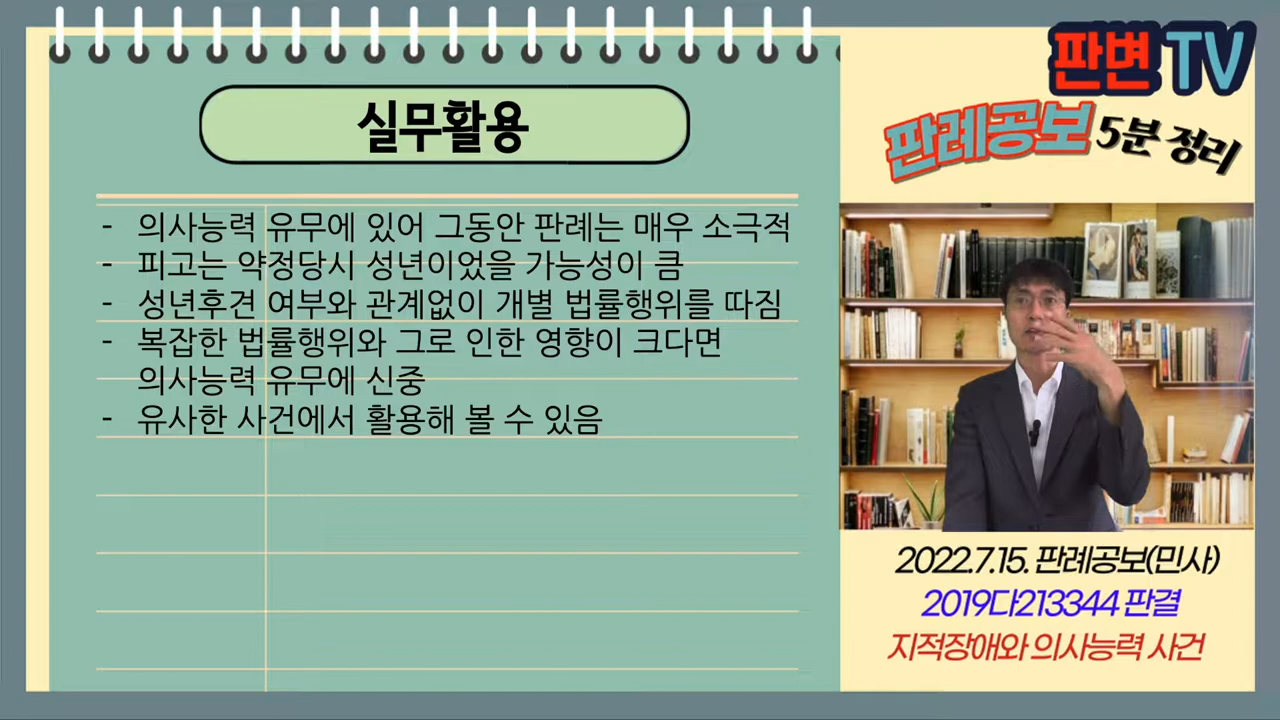 실무활용
- 의사능력 유무에 있어 그동안 판례는 매우 소극적
- 피고는 약정당시 성년이었을 가능성이 큼
- 성년후견 여부와 관계없이 개별 법률행위를 따짐
- 복잡한 법률행위와 그로 인한 영향이 크다면
의사능력 유무에 신중
- 유사한 사건에서 활용해 볼 수 있음
판변 TV
판례공보 5분 정리
2022.7.15. 판례공보(민사)
2019다213344 판결
지적장애와 의사능력 사건